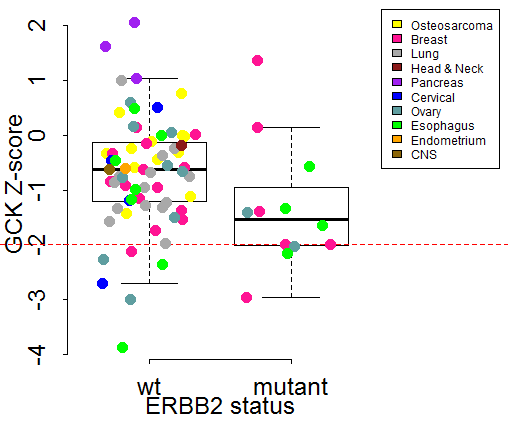 GCK Z-score
2
1
0
-1
-2
-3
-4
wt
mutant
ERBB2 status
Osteosarcoma
Breast
Lung
Head & Neck
Pancreas
Cervical
Ovary
Esophagus
Endometrium
CNS